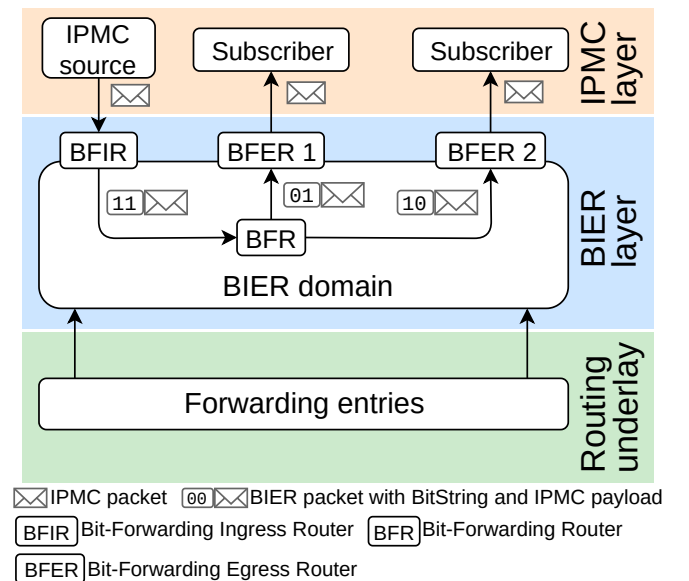 IPMC
source
Subscriber
Subscriber
IPMC
layer
BFIR
BFER 1
BFER 2
11
01
10
BFR
BIER domain
BIER
layer
Forwarding entries
Routing
underlay
IPMC packet
00 BIER packet with BitString and IPMC payload
BFIR Bit-Forwarding Ingress Router
BFR Bit-Forwarding Router
BFER Bit-Forwarding Egress Router